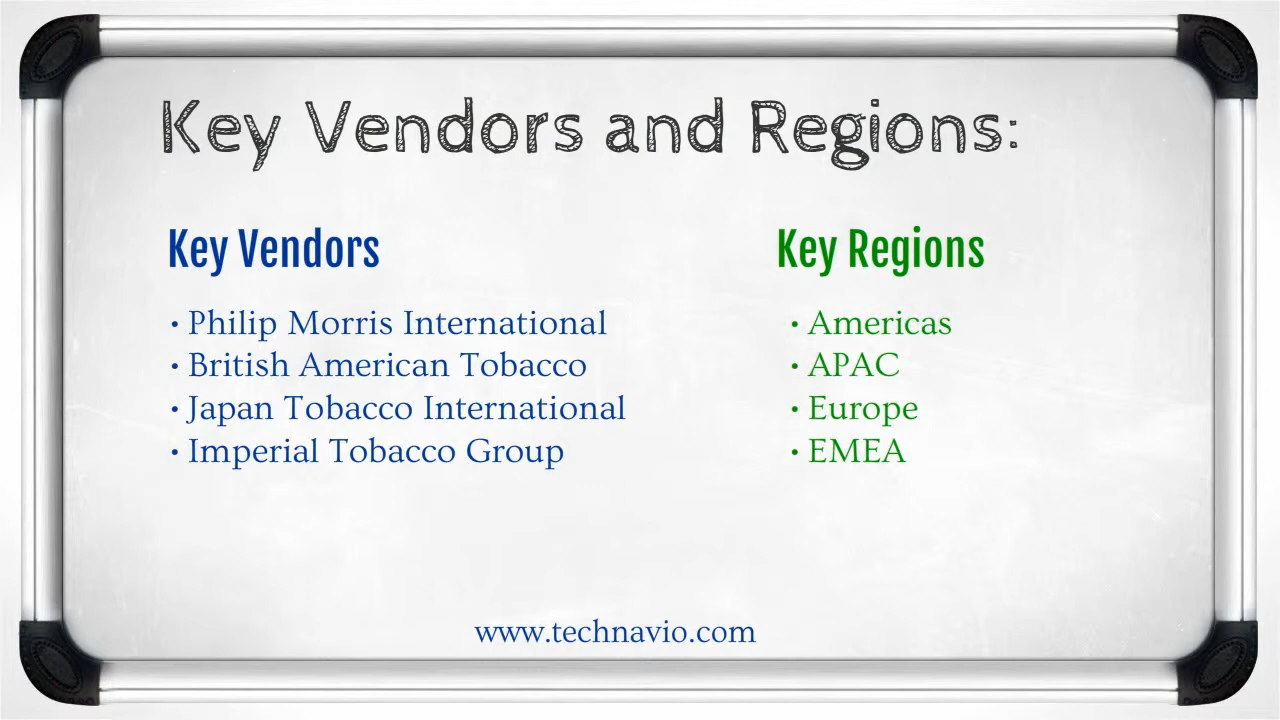 Key Vendors and Regions:
Key Vendors
• Philip Morris International
• British American Tobacco
• Japan Tobacco International
• Imperial Tobacco Group
Key Regions
• Americas
• APAC
• Europe
• EMEA
www.technavio.com